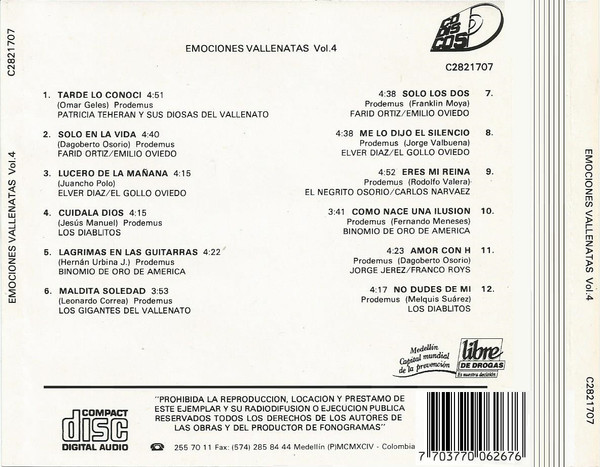 C2821707
EMOCIONES VALLENATAS Vol.4
EMOCIONES VALLENATAS Vol.4
CO
DIS
COS
C2821707
1. TARDE LO CONOCI 4:51
(Omar Geles) Prodemus
PATRICIA TEHERAN Y SUS DIOSAS DEL VALLENATO
2. SOLO EN LA VIDA 4:40
(Dagoberto Osorio) Prodemus
FARID ORTIZ/EMILIO OVIEDO
3. LUCERO DE LA MAÑANA 4:15
(Juancho Polo)
ELVER DIAZ/EL GOLLO OVIEDO
4. CUIDALA DIOS 4:15
(Jesús Manuel) Prodemus
LOS DIABLITOS
5. LAGRIMAS EN LAS GUITARRAS 4:22
(Hernán Urbina J.) Prodemus
BINOMIO DE ORO DE AMERICA
6. MALDITA SOLEDAD 3:53
(Leonardo Correa) Prodemus
LOS GIGANTES DEL VALLENATO
4:38 SOLO LOS DOS 7.
Prodemus (Franklin Moya)
FARID ORTIZ/EMILIO OVIEDO
4:38 ME LO DIJO EL SILENCIO 8.
Prodemus (Jorge Valbuena)
ELVER DIAZ/EL GOLLO OVIEDO
4:52 ERES MI REINA 9.
Prodemus (Rodolfo Valera)
EL NEGRITO OSORIO/CARLOS NARVAEZ
3:41 COMO NACE UNA ILUSION 10.
Prodemus (Fernando Meneses)
BINOMIO DE ORO DE AMERICA
4:23 AMOR CON H 11.
Prodemus (Dagoberto Osorio)
JORGE JEREZ/FRANCO ROYS
4:17 NO DUDES DE MI 12.
Prodemus (Melquis Suárez)
LOS DIABLITOS
Medellín
Capital mundial
de la prevención
libre
DE DROGAS
Es nuestra decisión
COMPACT
disc
DIGITAL AUDIO
"PROHIBIDA LA REPRODUCCION, LOCACION Y PRESTAMO DE
ESTE EJEMPLAR Y SU RADIODIFUSION O EJECUCION PUBLICA
RESERVADOS TODOS LOS DERECHOS DE LOS AUTORES DE
LAS OBRAS Y DEL PRODUCTOR DE FONOGRAMAS"
255 70 11 Fax: (574) 285 84 44 Medellín (P)MCMXCIV - Colombia
7 703770 062676
EMOCIONES VALLENATAS Vol.4
C2821707